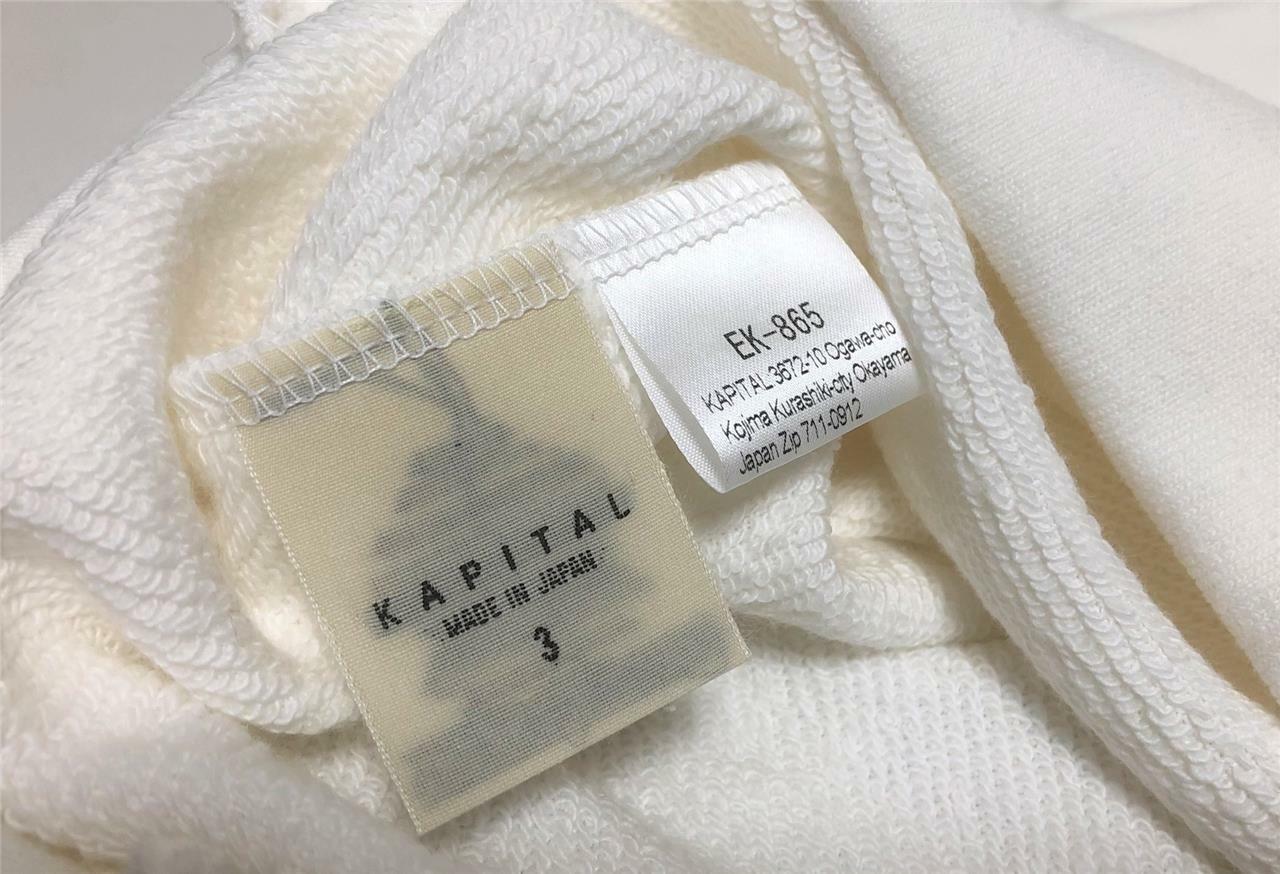 KAPITAL
MADE IN JAPAN
3
EK-865
KAPITAL 3672-10 Ogawa-cho
Kojima Kurashiki-city Okayama
Japan Zip 711-0912